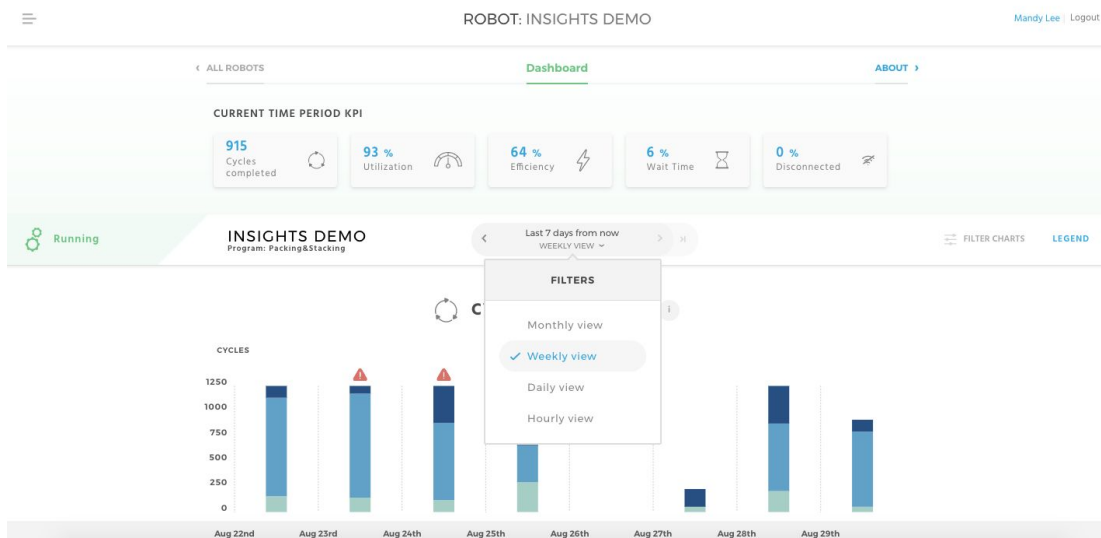 ROBOT: INSIGHTS DEMO
Mandy Lee | Logout
‹ ALL ROBOTS
Dashboard
ABOUT ›
CURRENT TIME PERIOD KPI
915
Cycles
completed
93 %
Utilization
64 %
Efficiency
6 %
Wait Time
0 %
Disconnected
Running
INSIGHTS DEMO
Program: Packing&Stacking
Last 7 days from now
WEEKLY VIEW
FILTER CHARTS
LEGEND
FILTERS
Monthly view
Weekly view
Daily view
Hourly view
C
i
CYCLES
1250
1000
750
500
250
0
Aug 22nd Aug 23rd Aug 24th Aug 25th Aug 26th Aug 27th Aug 28th Aug 29th